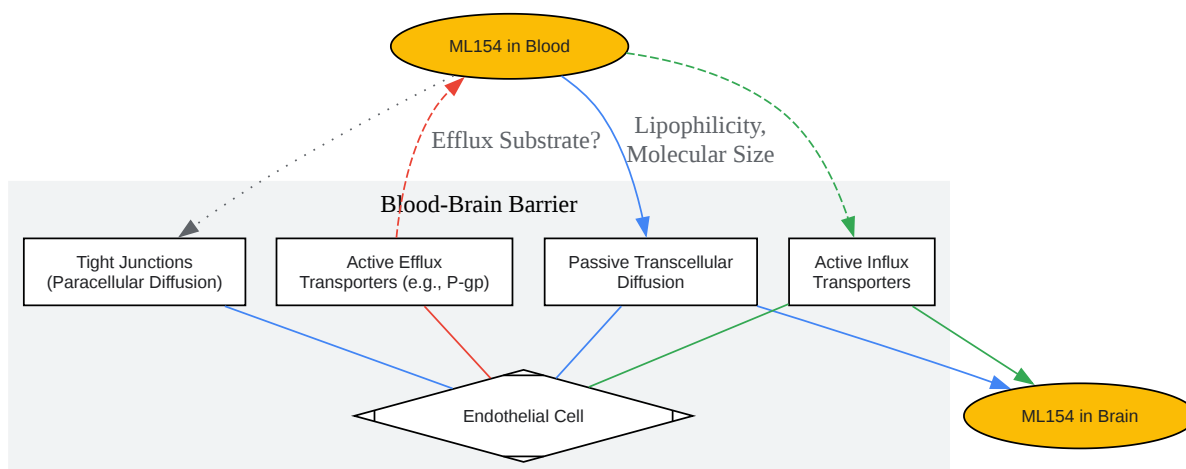 ML154 in Blood
Efflux Substrate?
Lipophilicity,
Molecular Size
Blood-Brain Barrier
Tight Junctions
(Paracellular Diffusion)
Active Efflux
Transporters (e.g., P-gp)
Passive Transcellular
Diffusion
Active Influx
Transporters
Endothelial Cell
ML154 in Brain